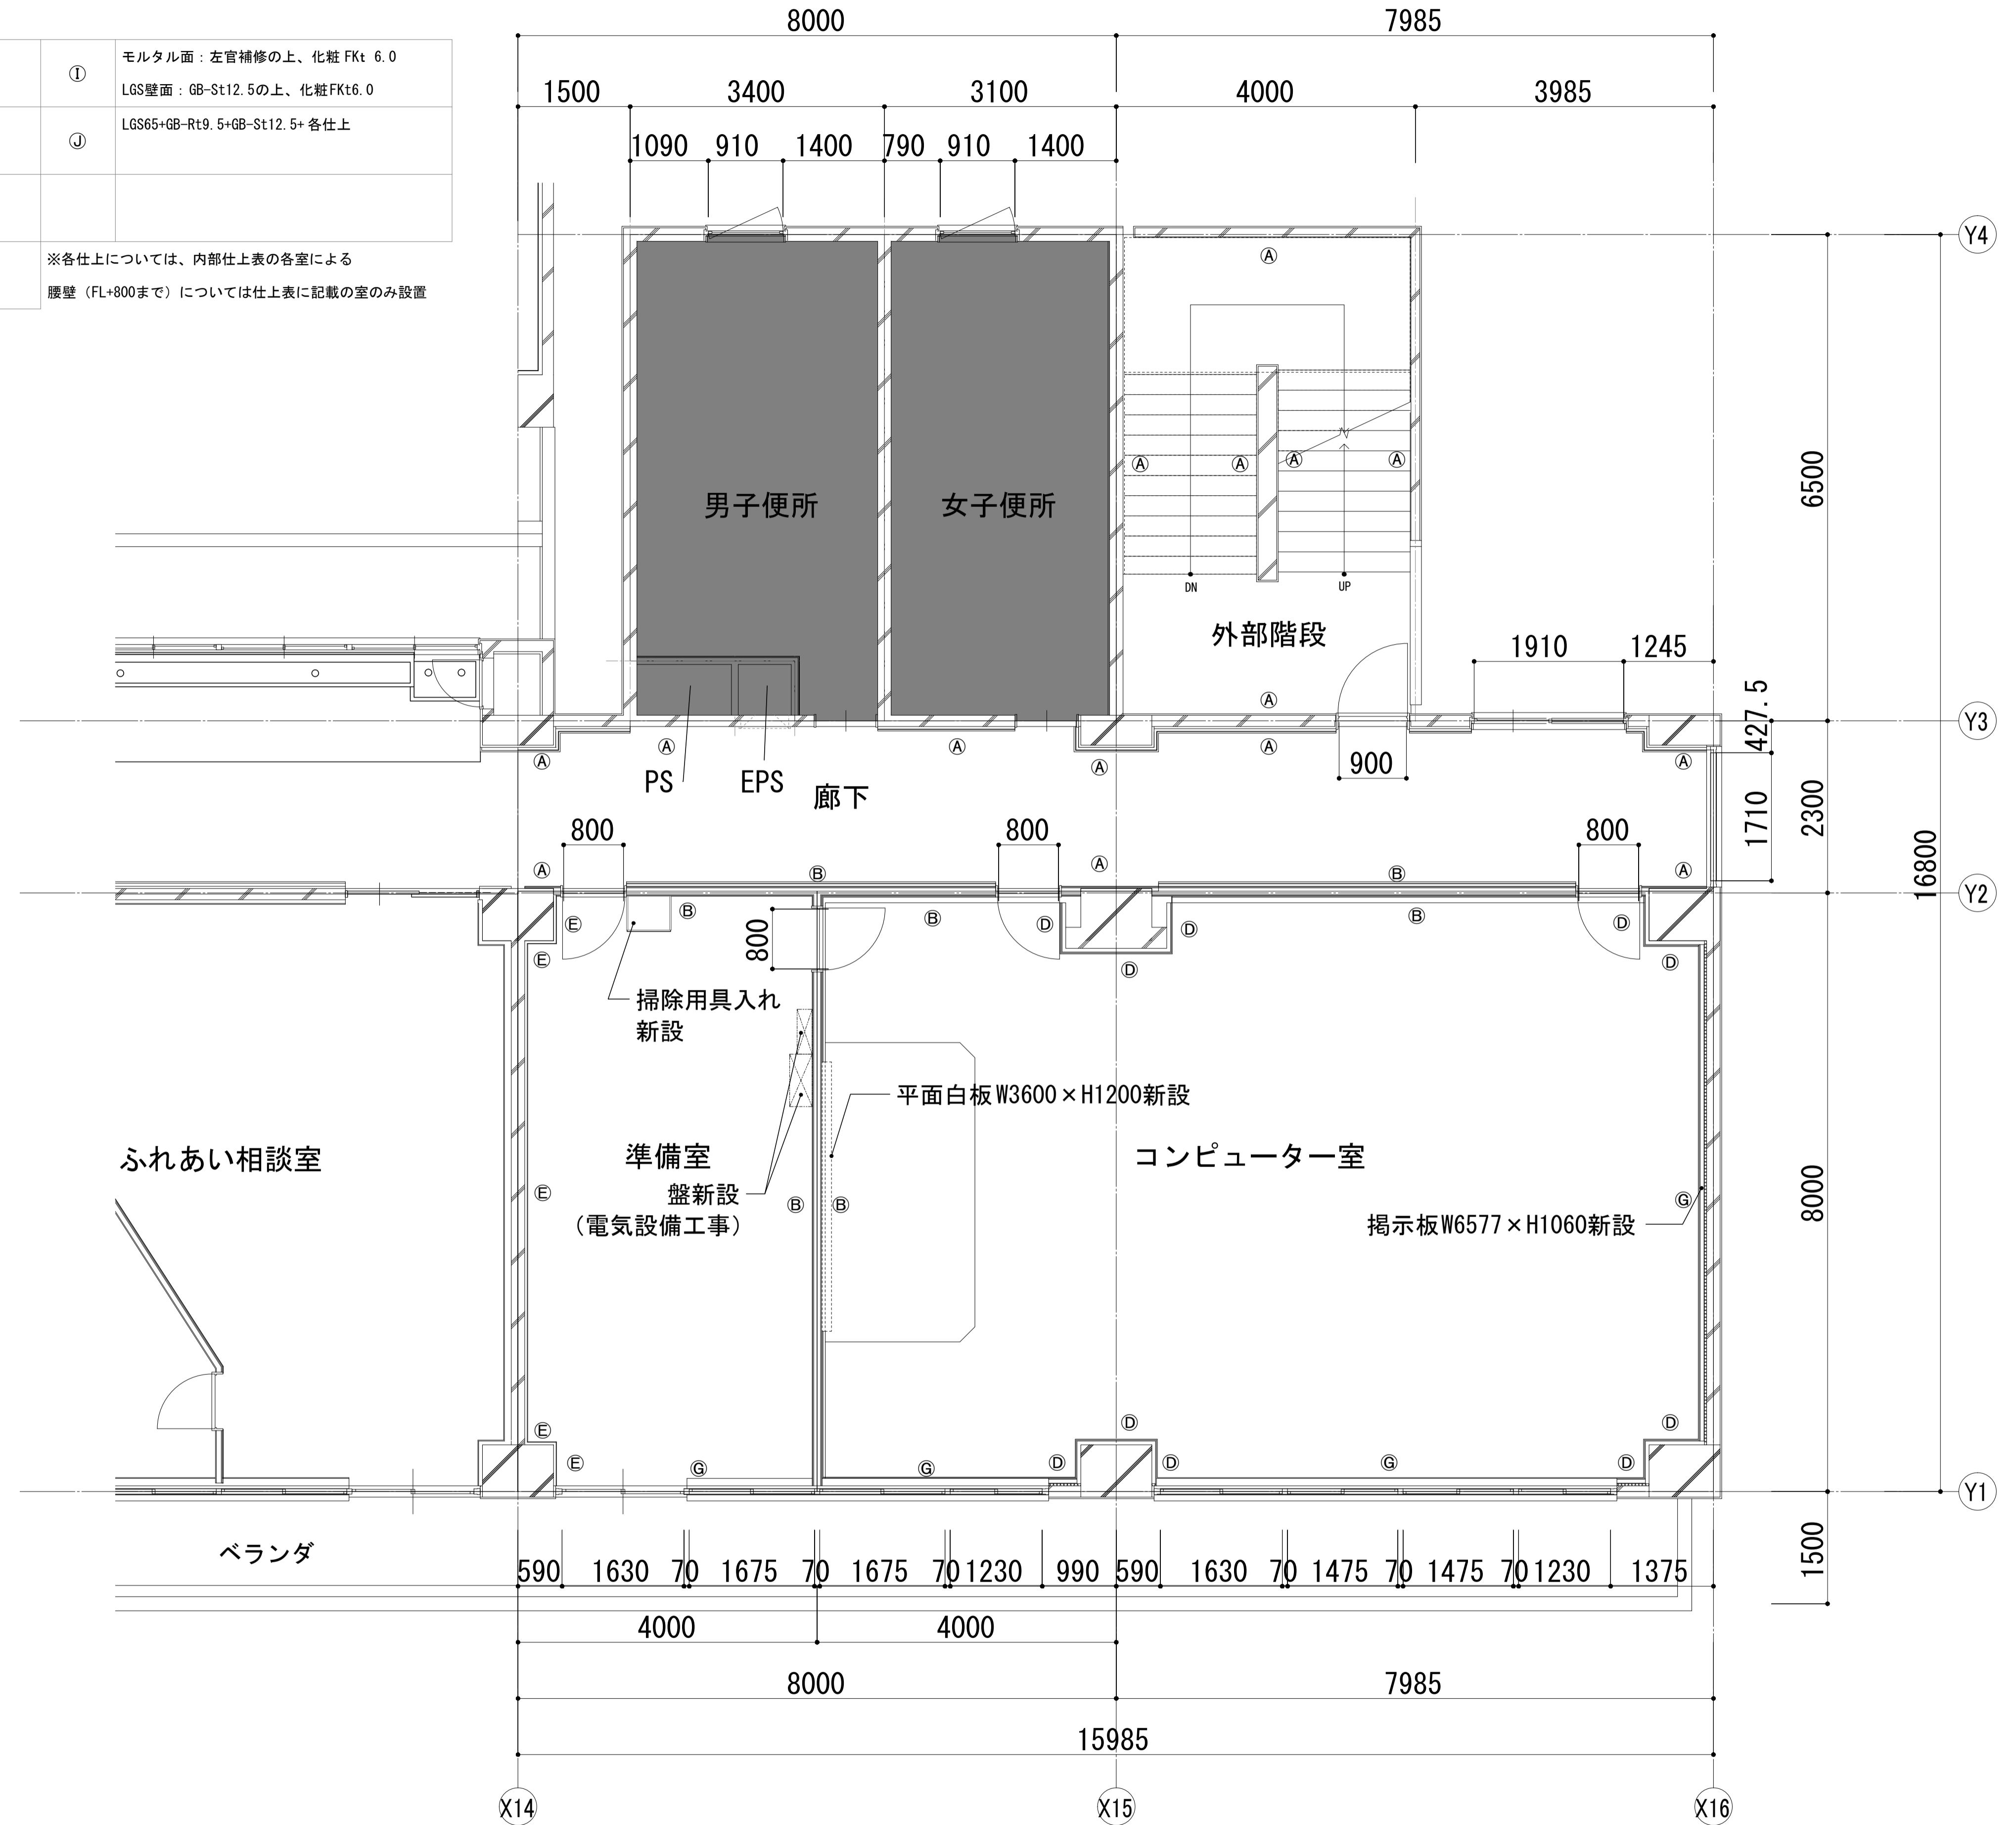 Ⓘ
モルタル面：左官補修の上、化粧 FKt 6.0
LGS壁面：GB-St12.5の上、化粧FKt6.0
Ⓙ
LGS65+GB-Rt9.5+GB-St12.5+ 各仕上
※各仕上については、内部仕上表の各室による
腰壁（FL+800まで）については仕上表に記載の室のみ設置
8000 7985
1500 3400 3100 4000 3985
1090 910 1400 790 910 1400
Y4
Ⓐ
Ⓐ Ⓐ Ⓐ Ⓐ
6500
男子便所 女子便所
DN UP
外部階段
1910 1245
427.5
Ⓐ
Y3
Ⓐ Ⓐ Ⓐ
Ⓐ Ⓐ Ⓐ
900
PS EPS
廊下
1710 2300
800 800 800
16800
Ⓐ Ⓑ Ⓐ Ⓑ Ⓐ
Y2
Ⓔ Ⓑ Ⓑ Ⓓ Ⓓ Ⓑ Ⓓ
800
Ⓔ Ⓓ Ⓓ
掃除用具入れ
新設
平面白板W3600×H1200新設
ふれあい相談室 準備室 コンピューター室
盤新設
（電気設備工事）
Ⓔ Ⓑ Ⓑ Ⓖ
掲示板W6577×H1060新設
8000
Ⓔ Ⓓ Ⓓ
Ⓔ Ⓖ Ⓖ Ⓓ Ⓓ Ⓖ Ⓓ
Y1
ベランダ
1500
590 1630 70 1675 70 1675 70 1230 990 590 1630 70 1475 70 1475 70 1230 1375
4000 4000
8000 7985
15985
X14 X15 X16